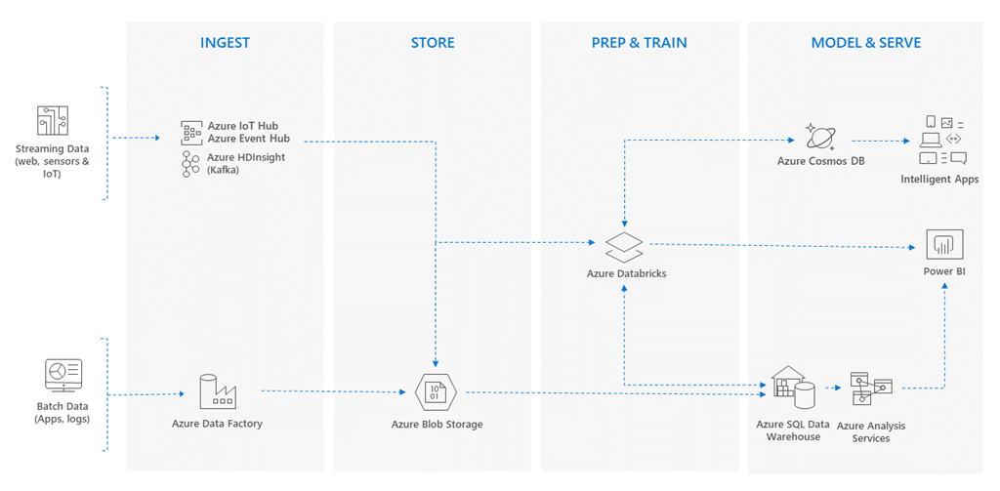 INGEST
STORE
PREP & TRAIN
MODEL & SERVE
Streaming Data
(web, sensors &
IoT)
Azure IoT Hub
Azure Event Hub
Azure HDInsight
(Kafka)
Azure Cosmos DB
Intelligent Apps
Azure Databricks
Power BI
Batch Data
(Apps, logs)
Azure Data Factory
10
01
Azure Blob Storage
Azure SQL Data
Warehouse
Azure Analysis
Services